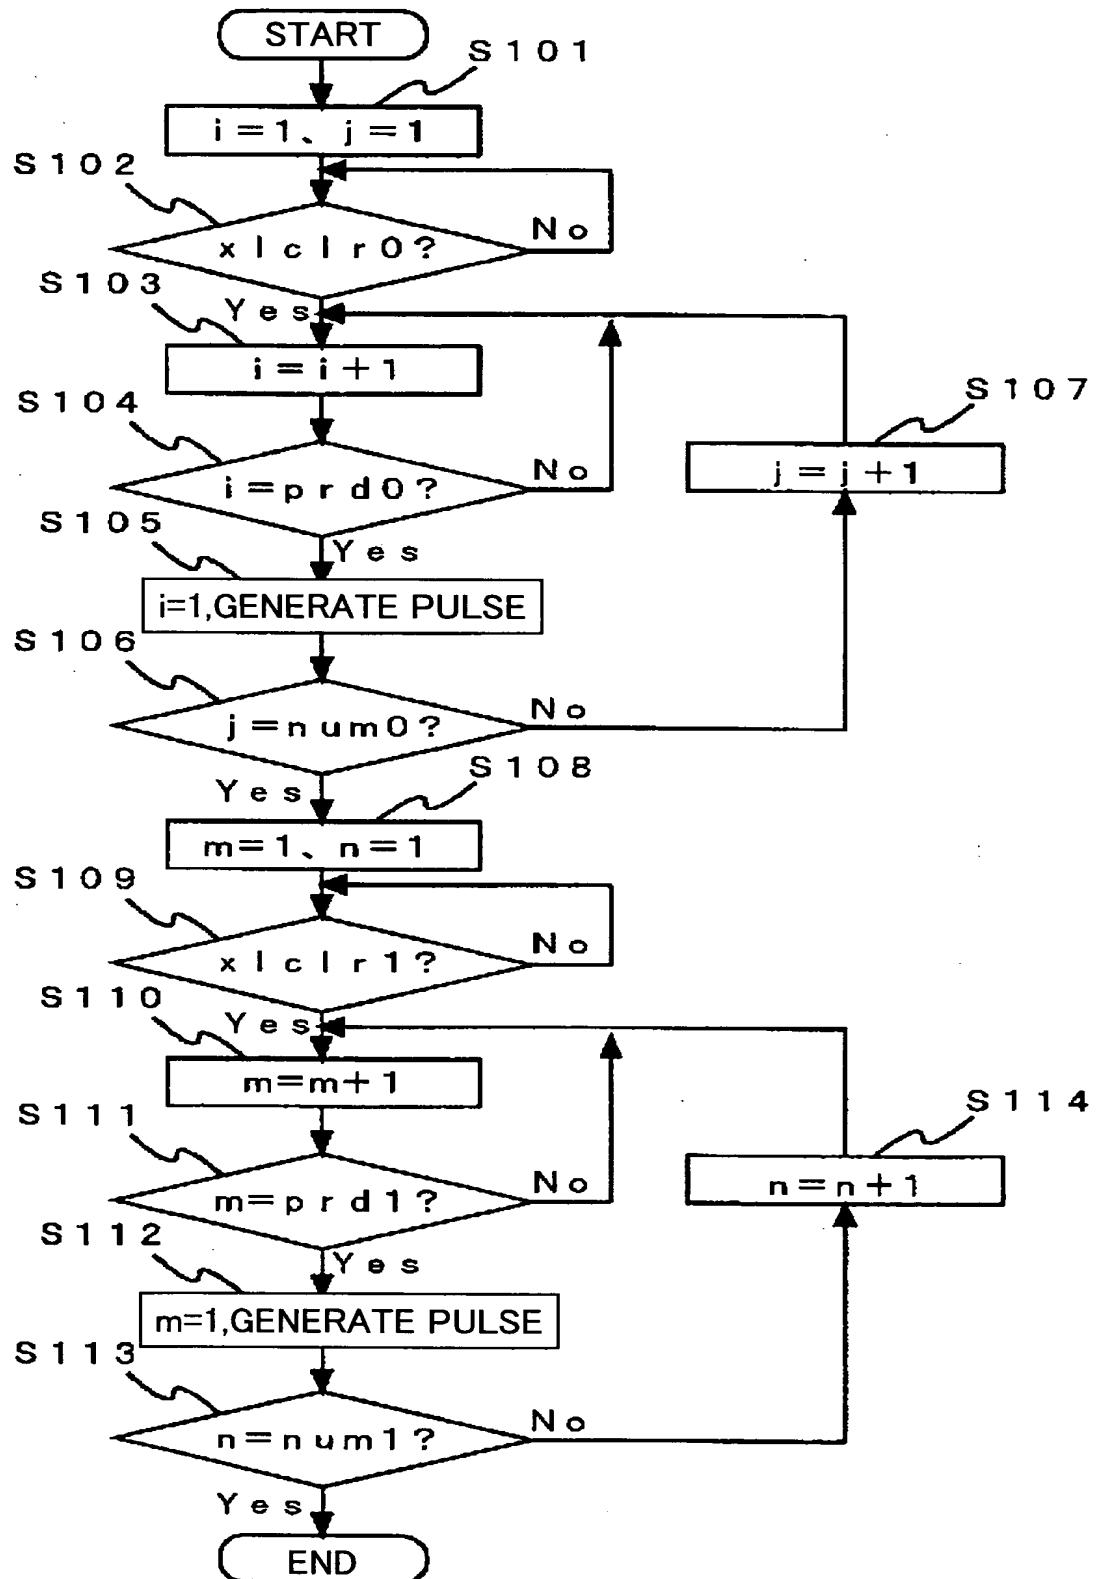 START
S101
i=1、j=1
S102
xlclr0?
No
S103
Yes
i=i+1
S104
i=prd0?
No
S107
j=j+1
S105
Yes
i=1,GENERATE PULSE
S106
j=num0?
No
S108
Yes
m=1、n=1
S109
xlclr1?
No
S110
Yes
m=m+1
S111
m=prd1?
No
S114
n=n+1
S112
Yes
m=1,GENERATE PULSE
S113
n=num1?
No
Yes
END